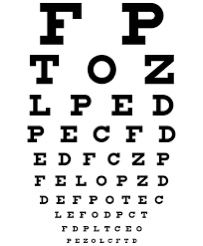 F P
T O Z
L P E D
P E C F D
E D F C Z P
F E L O P Z D
D E F P O T E C
L E F O D P C T
F D P L T C E O
P E Z O L C F T D